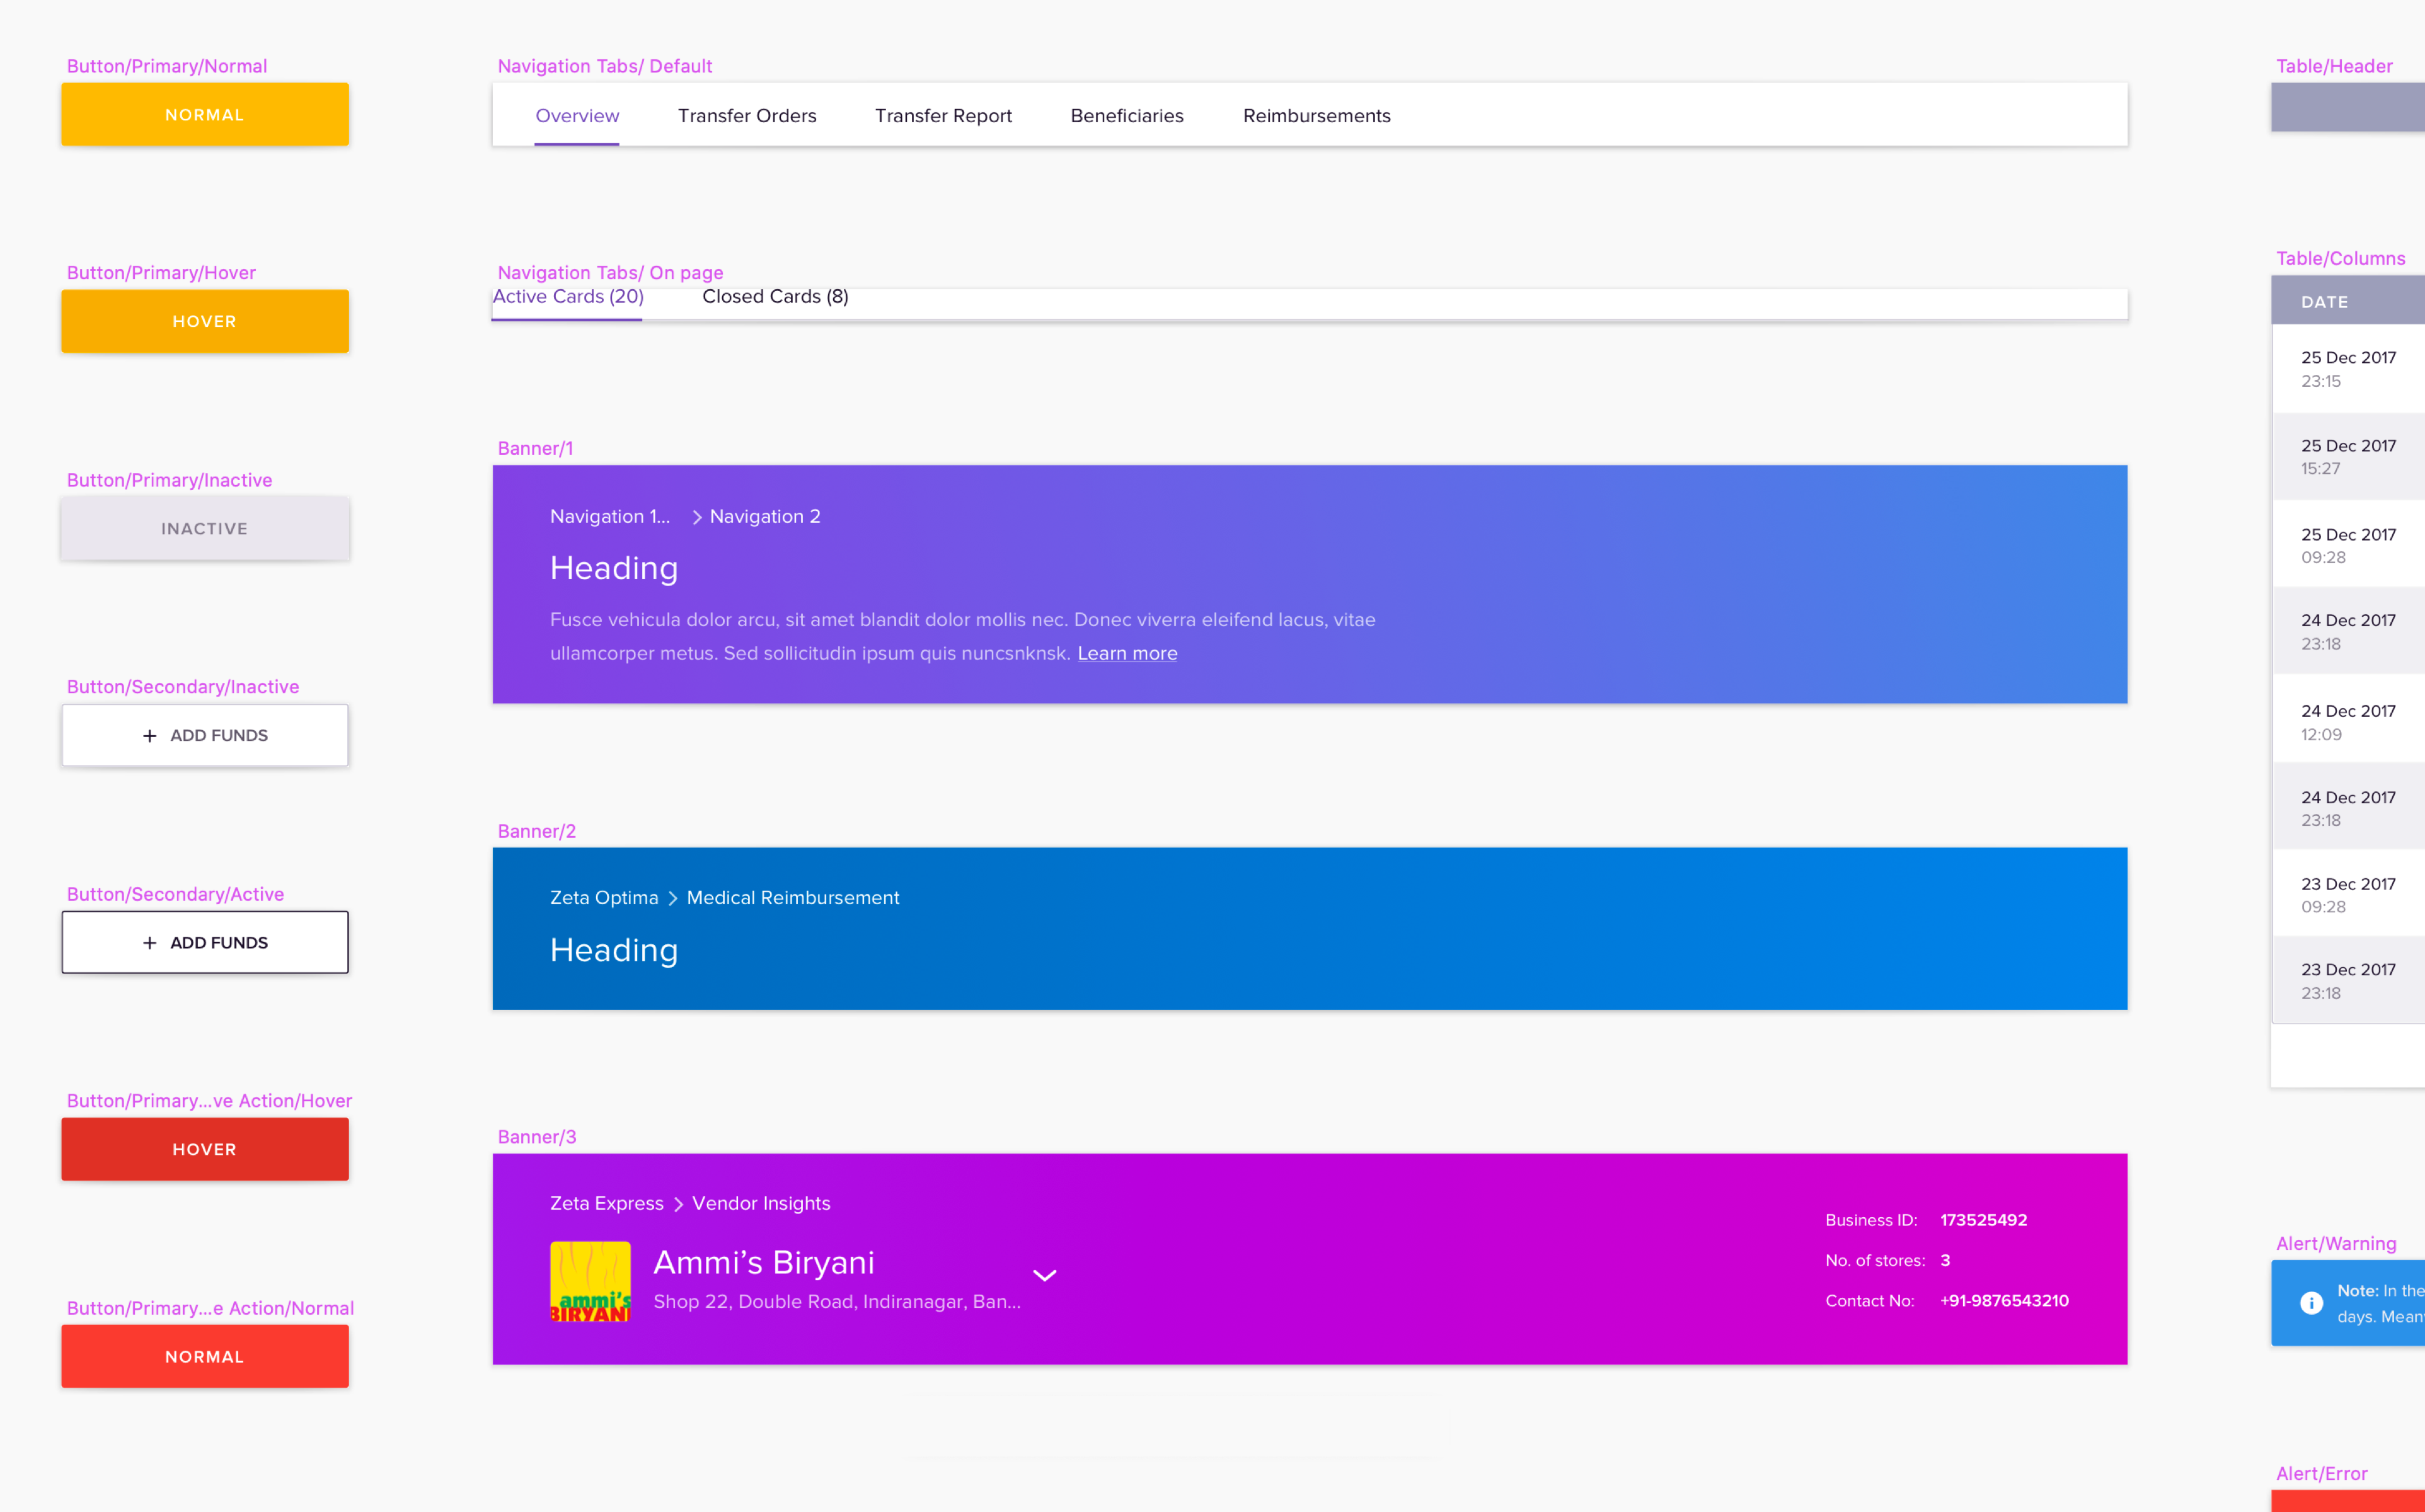 Button/Primary/Normal
NORMAL
Button/Primary/Hover
HOVER
Button/Primary/Inactive
INACTIVE
Button/Secondary/Inactive
+ ADD FUNDS
Button/Secondary/Active
+ ADD FUNDS
Button/Primary...ve Action/Hover
HOVER
Button/Primary...e Action/Normal
NORMAL
Navigation Tabs/ Default
Overview Transfer Orders Transfer Report Beneficiaries Reimbursements
Navigation Tabs/ On page
Active Cards (20) Closed Cards (8)
Banner/1
Navigation 1... > Navigation 2
Heading
Fusce vehicula dolor arcu, sit amet blandit dolor mollis nec. Donec viverra eleifend lacus, vitae
ullamcorper metus. Sed sollicitudin ipsum quis nuncsnknsk. Learn more
Banner/2
Zeta Optima > Medical Reimbursement
Heading
Banner/3
Zeta Express > Vendor Insights
ammi's
BIRYANI
Ammi’s Biryani
Shop 22, Double Road, Indiranagar, Ban...
Business ID: 173525492
No. of stores: 3
Contact No: +91-9876543210
Table/Header
Table/Columns
DATE
25 Dec 2017
23:15
25 Dec 2017
15:27
25 Dec 2017
09:28
24 Dec 2017
23:18
24 Dec 2017
12:09
24 Dec 2017
23:18
23 Dec 2017
09:28
23 Dec 2017
23:18
Alert/Warning
Note: In the
days.
Alert/Error